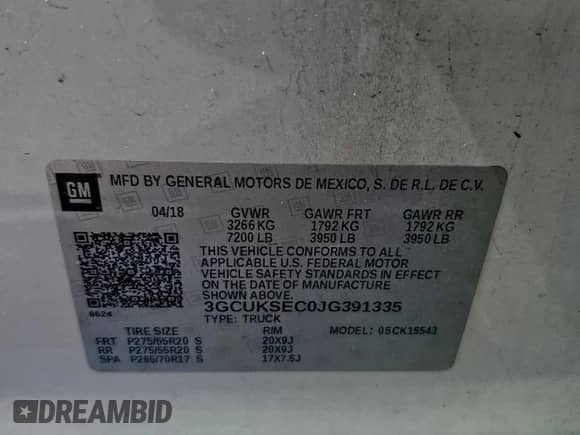 GM
MFD BY GENERAL MOTORS DE MEXICO, S. DE R.L. DE C.V.
04/18 GVWR GAWR FRT GAWR RR
3266 KG 1792 KG 1792 KG
7200 LB 3950 LB 3950 LB
THIS VEHICLE CONFORMS TO ALL
APPLICABLE U.S. FEDERAL MOTOR
VEHICLE SAFETY STANDARDS IN EFFECT
ON THE DATE OF MANUFACTURE
SHOWN ABOVE.
3GCUKSEC0JG391335
TYPE: TRUCK
6624
TIRE SIZE RIM MODEL: 05CK15543
FRT P275/55R20 S 20X9J
RR P275/55R20 S 20X9J
SPA P265/70R17 S 17X7.5J
DREAMBID